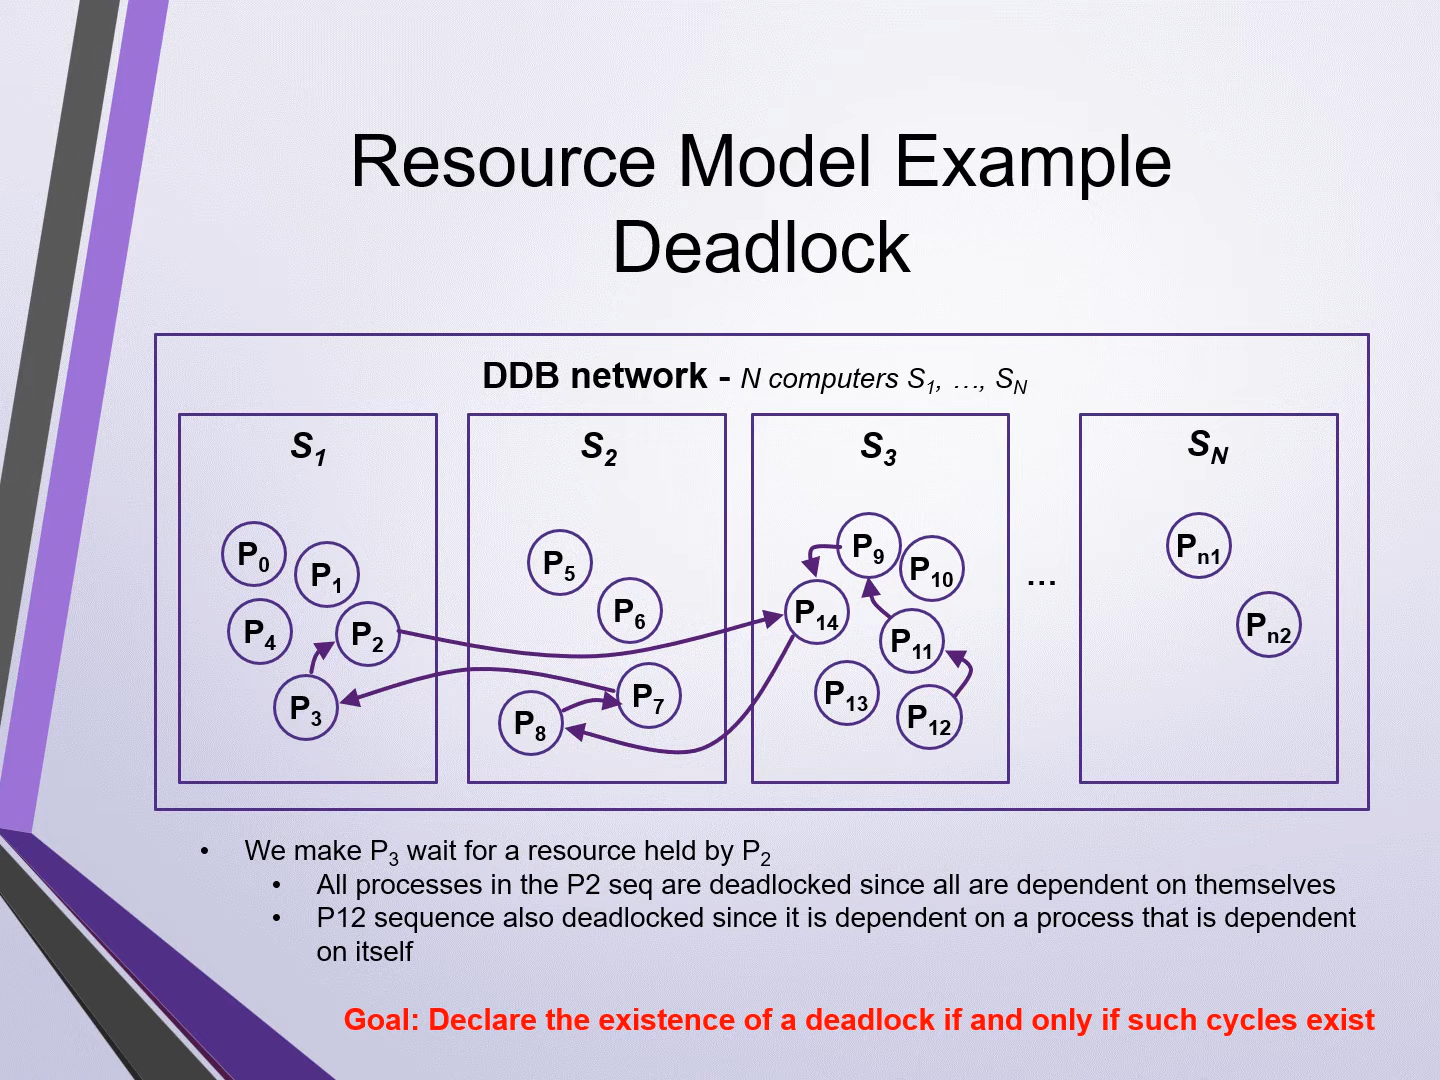 Resource Model Example
Deadlock
DDB network - N computers S1, …, SN
S1
S2
S3
SN
P0
P1
P4
P2
P3
P5
P6
P7
P8
P9
P10
P14
P11
P13
P12
...
Pn1
Pn2
• We make P3 wait for a resource held by P2
• All processes in the P2 seq are deadlocked since all are dependent on themselves
• P12 sequence also deadlocked since it is dependent on a process that is dependent
on itself
Goal: Declare the existence of a deadlock if and only if such cycles exist